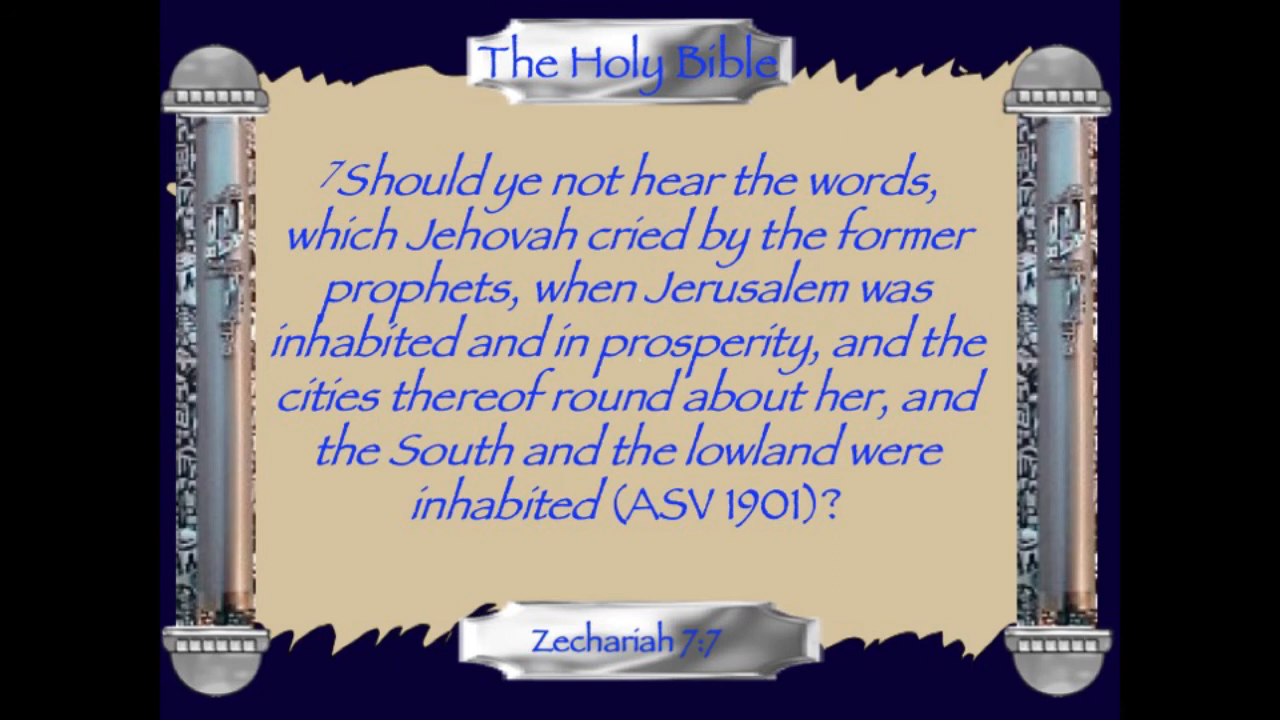 The Holy Bible
7Should ye not hear the words,
which Jehovah cried by the former
prophets, when Jerusalem was
inhabited and in prosperity, and the
cities thereof round about her, and
the South and the lowland were
inhabited (ASV 1901)?
Zechariah 7:7